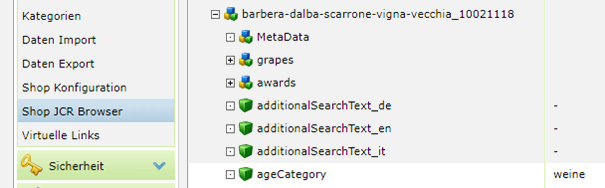 Kategorien
Daten Import
Daten Export
Shop Konfiguration
Shop JCR Browser
Virtuelle Links
Sicherheit
barbera-dalba-scarrone-vigna-vecchia_10021118
MetaData
grapes
awards
additionalSearchText_de -
additionalSearchText_en -
additionalSearchText_it -
ageCategory weine